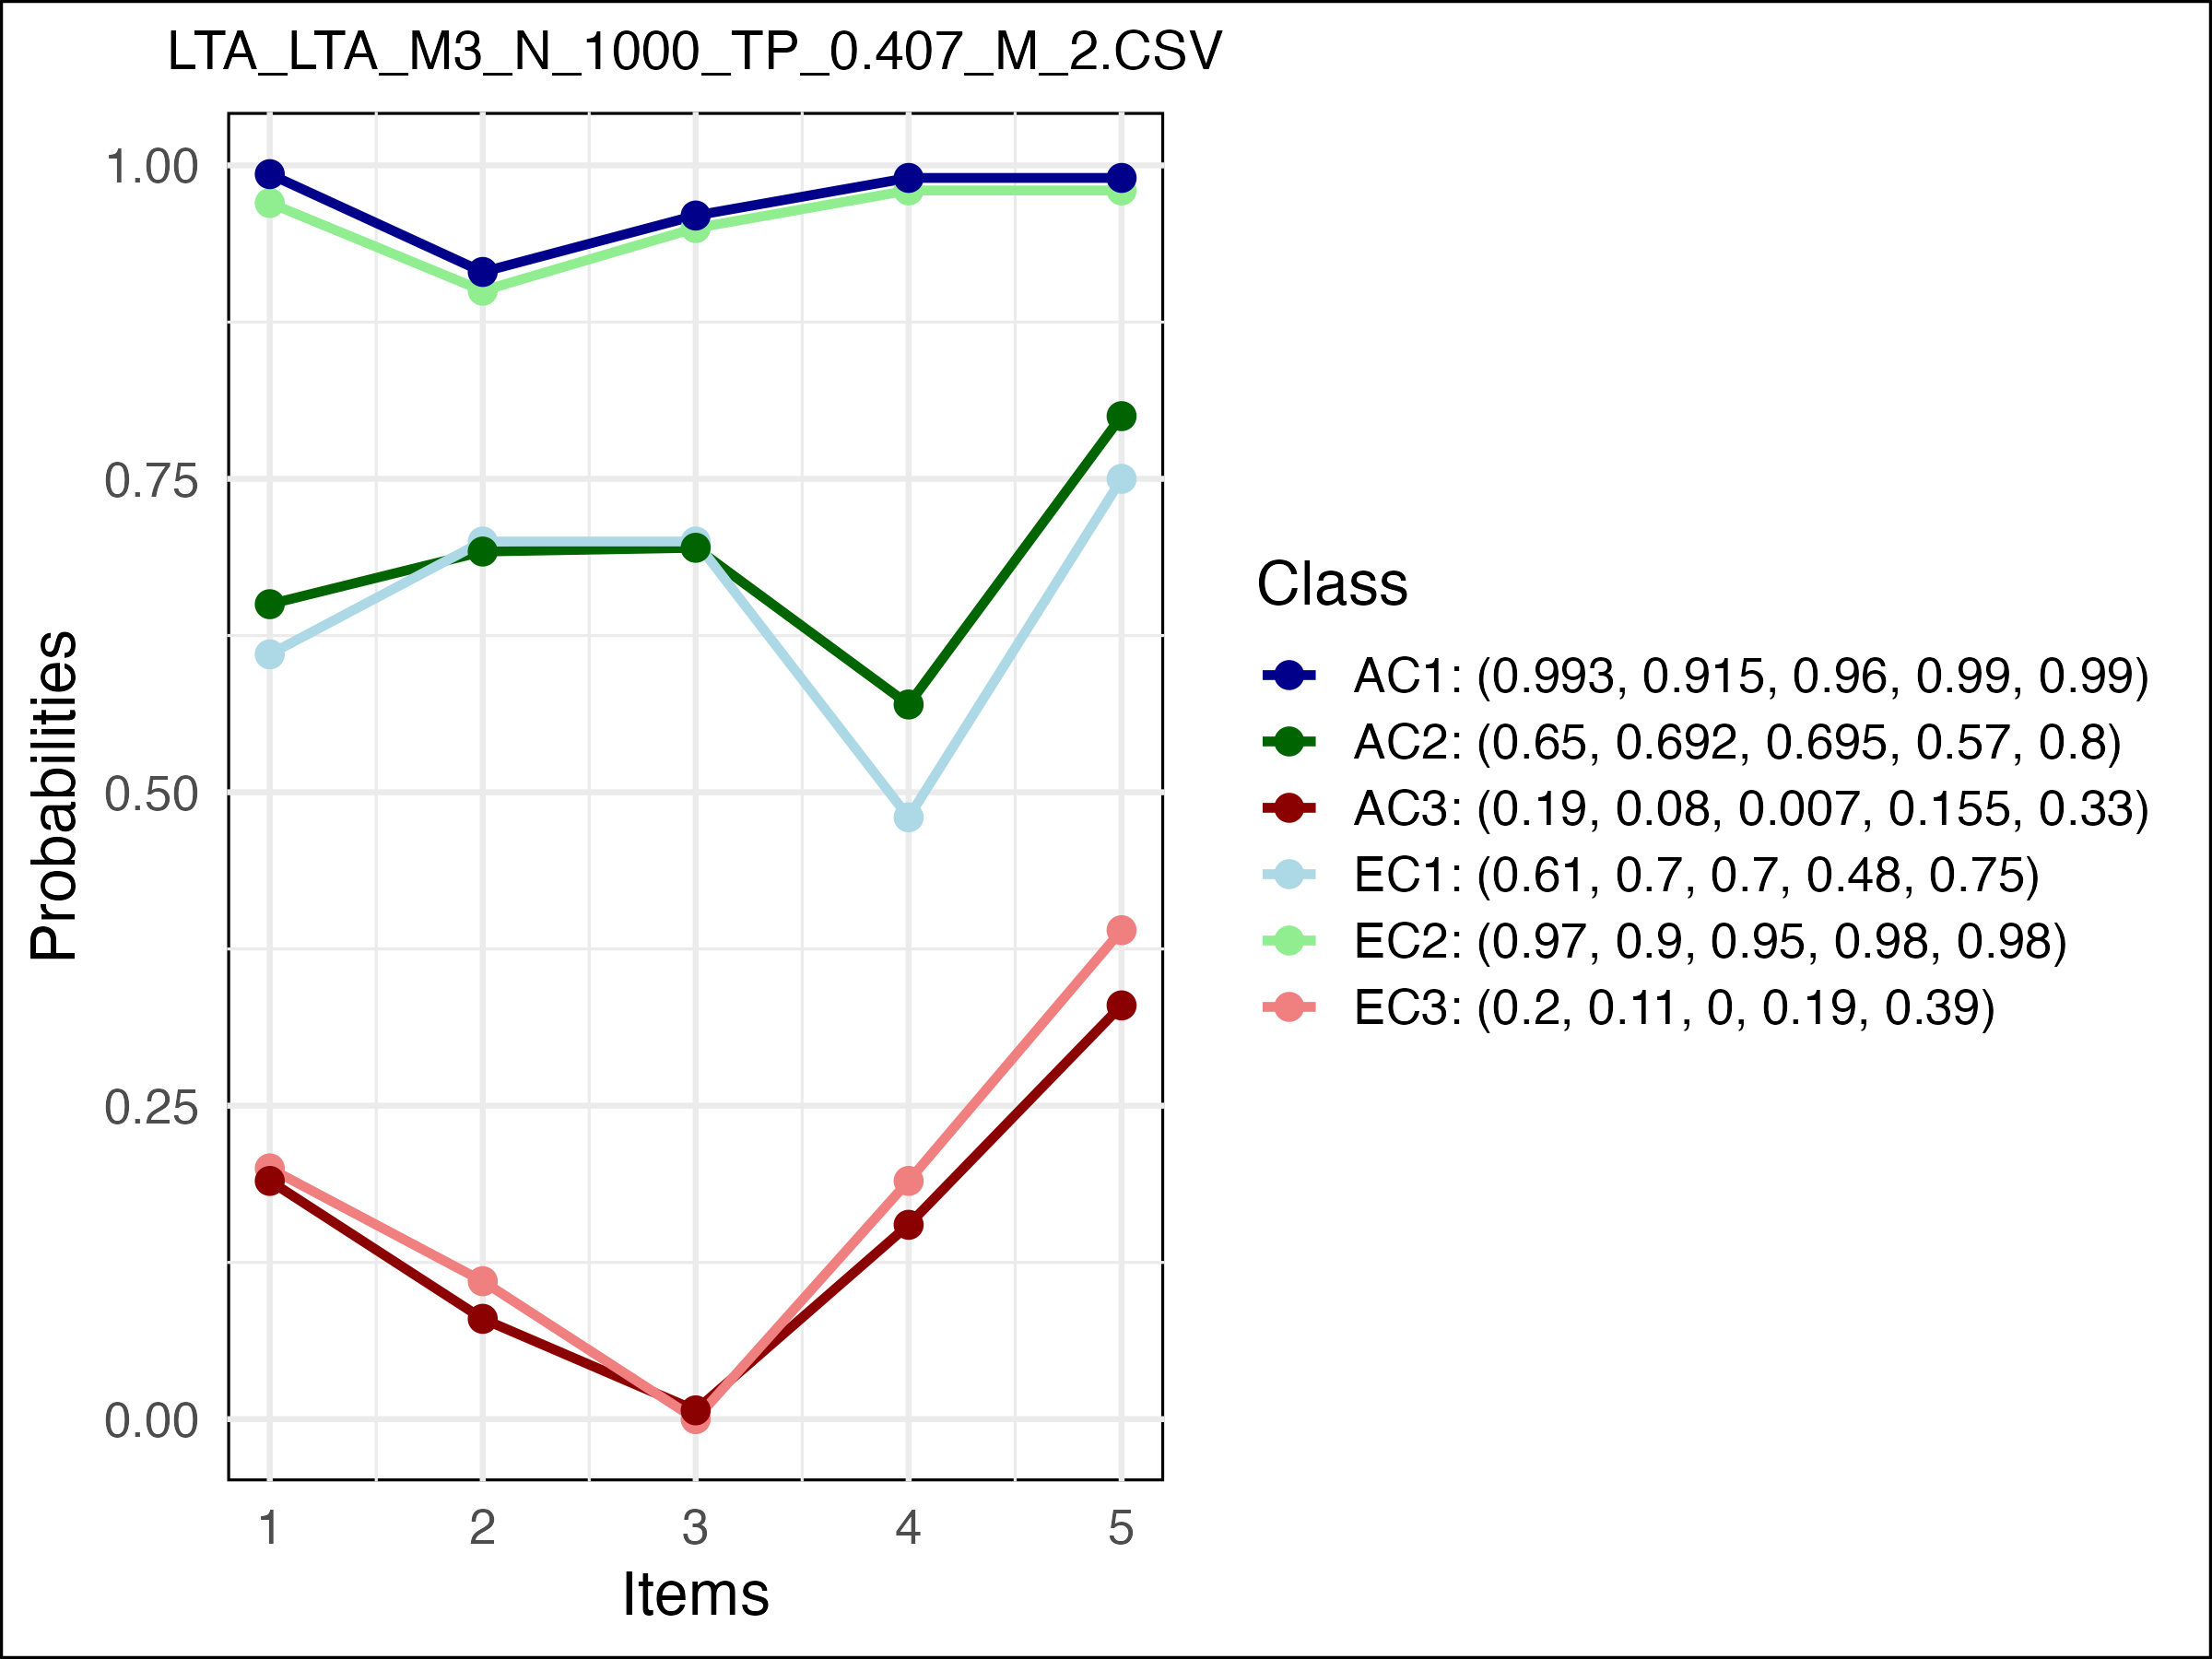 LTA_LTA_M3_N_1000_TP_0.407_M_2.CSV
1.00
0.75
0.50
0.25
0.00
Probabilities
1 2 3 4 5
Items
Class
AC1: (0.993, 0.915, 0.96, 0.99, 0.99)
AC2: (0.65, 0.692, 0.695, 0.57, 0.8)
AC3: (0.19, 0.08, 0.007, 0.155, 0.33)
EC1: (0.61, 0.7, 0.7, 0.48, 0.75)
EC2: (0.97, 0.9, 0.95, 0.98, 0.98)
EC3: (0.2, 0.11, 0, 0.19, 0.39)